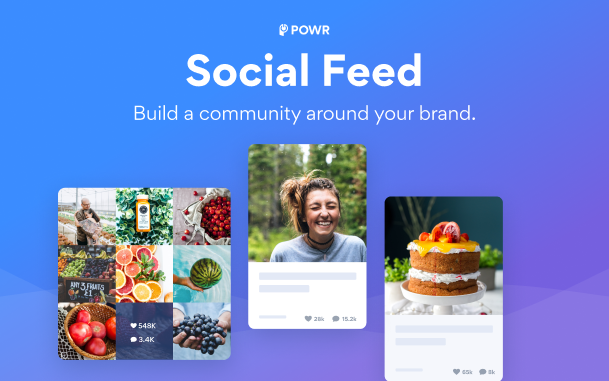 POWR
Social Feed
Build a community around your brand.
ANY 3 FRUITS
£1
548K
3.4K
28k 15.2k
65k 8k